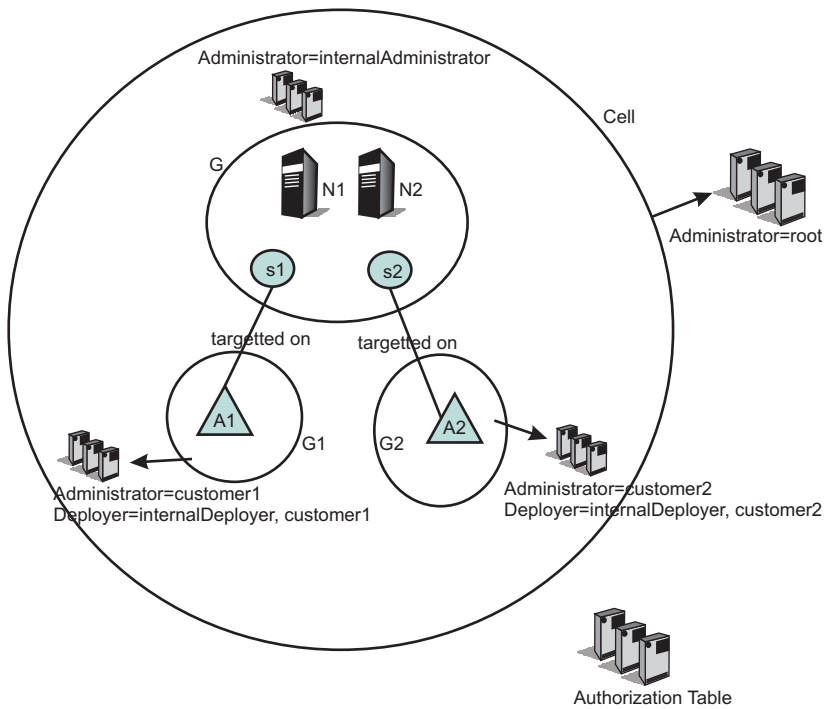 Administrator=internalAdministrator
Cell
G
N1
N2
Administrator=root
s1
s2
targetted on
targetted on
A1
A2
G1
G2
Administrator=customer1
Deployer=internalDeployer, customer1
Administrator=customer2
Deployer=internalDeployer, customer2
Authorization Table